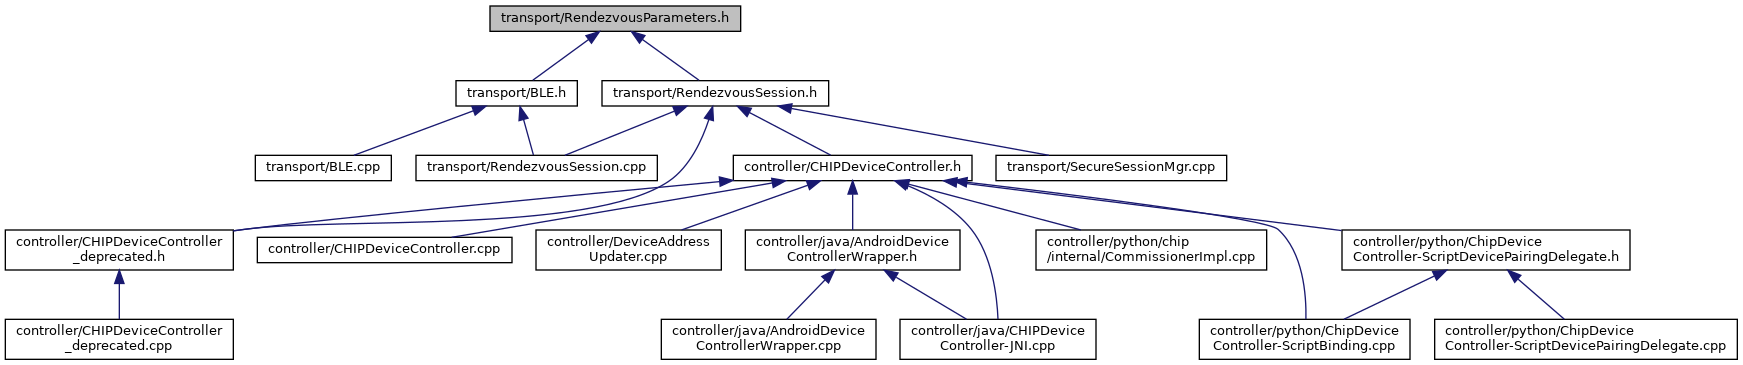 transport/RendezvousParameters.h
transport/BLE.h
transport/RendezvousSession.h
transport/BLE.cpp
transport/RendezvousSession.cpp
controller/CHIPDeviceController.h
transport/SecureSessionMgr.cpp
controller/CHIPDeviceController
_deprecated.h
controller/CHIPDeviceController.cpp
controller/DeviceAddress
Updater.cpp
controller/java/AndroidDevice
ControllerWrapper.h
controller/python/chip
/internal/CommissionerImpl.cpp
controller/python/ChipDevice
Controller-ScriptDevicePairingDelegate.h
controller/CHIPDeviceController
_deprecated.cpp
controller/java/AndroidDevice
ControllerWrapper.cpp
controller/java/CHIPDevice
Controller-JNI.cpp
controller/python/ChipDevice
Controller-ScriptBinding.cpp
controller/python/ChipDevice
Controller-ScriptDevicePairingDelegate.cpp